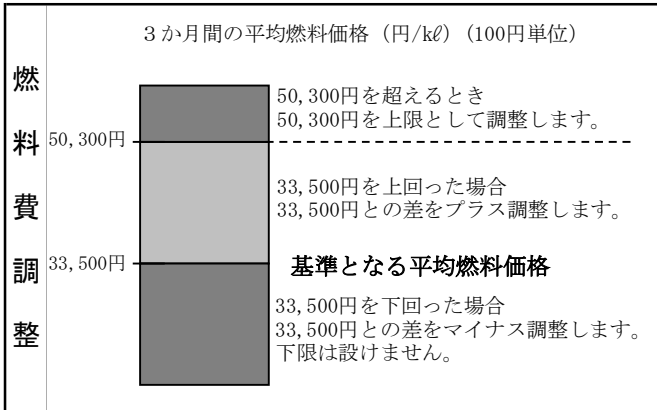 3か月間の平均燃料価格（円/kℓ）(100円単位)
燃料費調整
50,300円を超えるとき
50,300円を上限として調整します。
50,300円
33,500円を上回った場合
33,500円との差をプラス調整します。
33,500円
基準となる平均燃料価格
33,500円を下回った場合
33,500円との差をマイナス調整します。
下限は設けません。